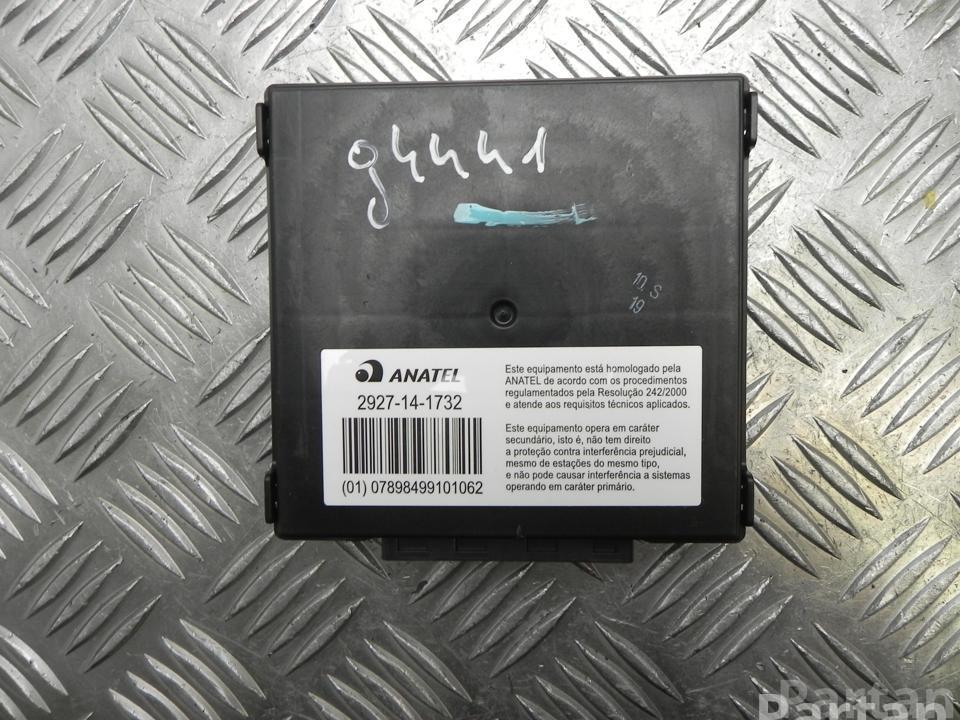 94441
10. S
19
ANATEL
2927-14-1732
(01) 07898499101062
Este equipamento está homologado pela
ANATEL de acordo com os procedimentos
regulamentados pela Resolução 242/2000
e atende aos requisitos técnicos aplicados.
Este equipamento opera em caráter
secundário, isto é, não tem direito
a proteção contra interferência prejudicial,
mesmo de estações do mesmo tipo,
e não pode causar interferência a sistemas
operando em caráter primário.
Partan
Partan